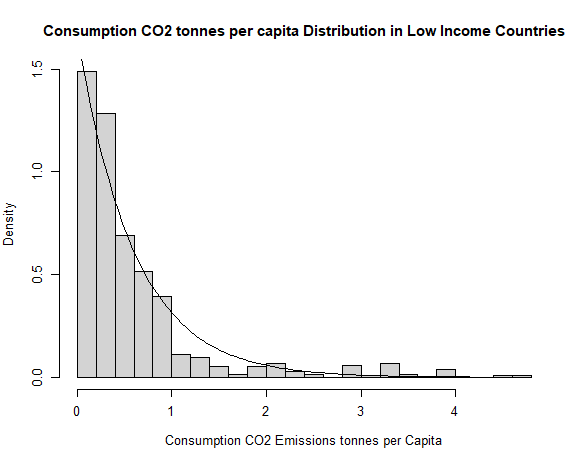 Consumption CO2 tonnes per capita Distribution in Low Income Countries
1.5
1.0
0.5
0.0
Density
0 1 2 3 4
Consumption CO2 Emissions tonnes per Capita